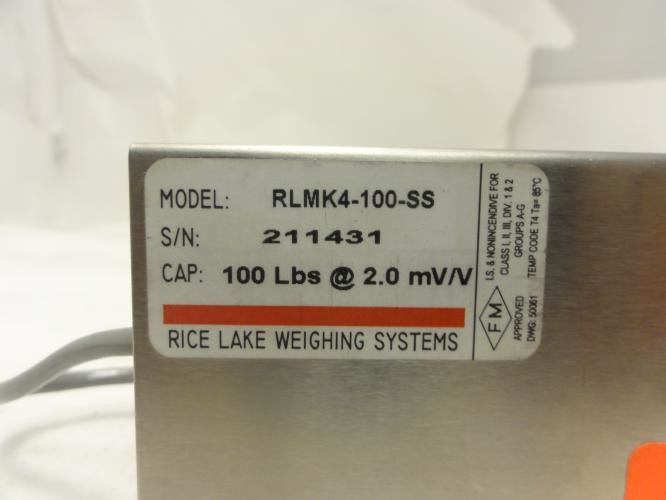 MODEL: RLMK4-100-SS
S/N: 211431
CAP: 100 Lbs @ 2.0 mV/V
RICE LAKE WEIGHING SYSTEMS
I.S. & NONINCENDIVE FOR
CLASS I, II, III, DIV. 1 & 2
GROUPS A-G
TEMP CODE T4 Ta= 85°C
FM
APPROVED
DWG: 50061